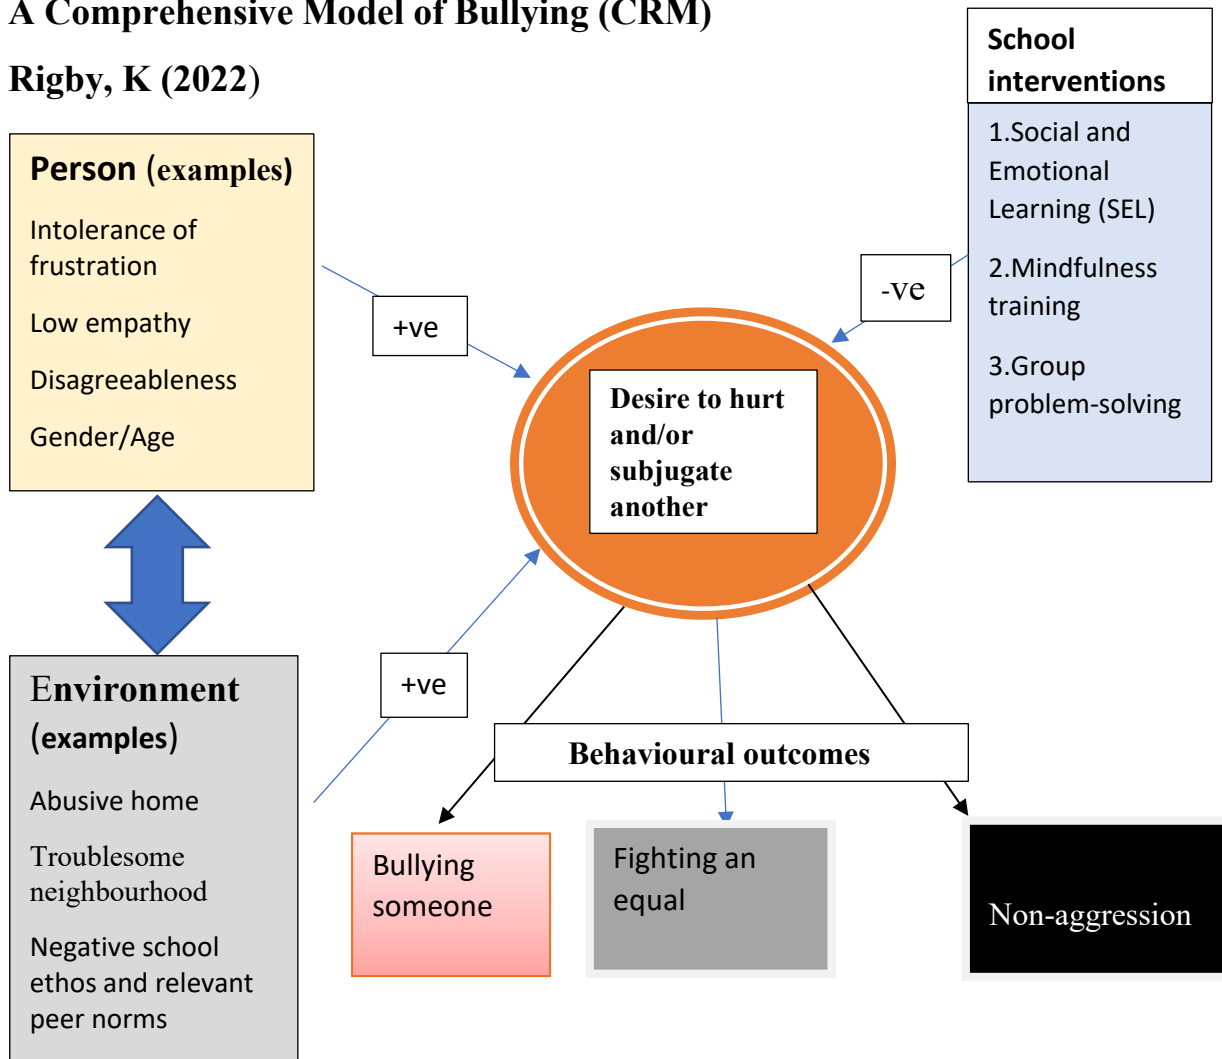 A Comprehensive Model of Bullying (CRM)
Rigby, K (2022)
School
interventions
1.Social and
Emotional
Learning (SEL)
2.Mindfulness
training
3.Group
problem-solving
Person (examples)
Intolerance of
frustration
Low empathy
Disagreeableness
Gender/Age
+ve
-ve
Desire to hurt
and/or
subjugate
another
Environment
(examples)
Abusive home
Troublesome
neighbourhood
Negative school
ethos and relevant
peer norms
+ve
Behavioural outcomes
Bullying
someone
Fighting an
equal
Non-aggression